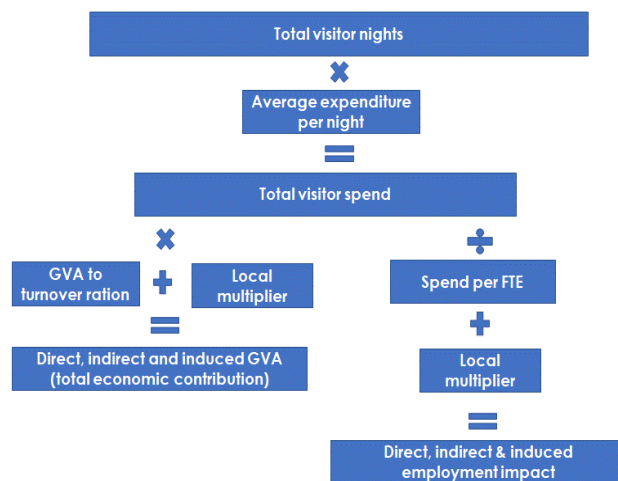 Total visitor nights
Average expenditure
per night
Total visitor spend
GVA to
turnover ration
Local
multiplier
Spend per FTE
Direct, indirect and induced GVA
(total economic contribution)
Local
multiplier
Direct, indirect & induced
employment impact